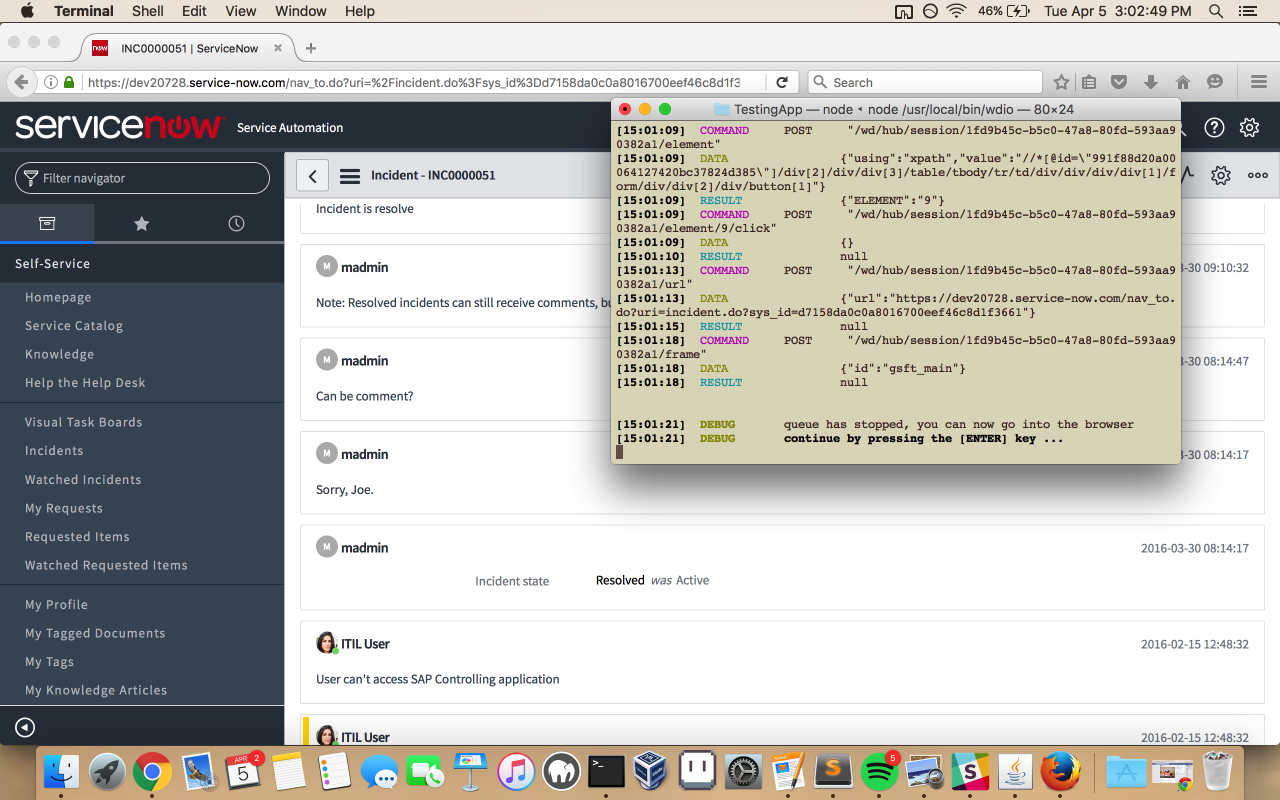 Terminal Shell Edit View Window Help 46% Tue Apr 5 3:02:49 PM
now INC0000051 | ServiceNow
https://dev20728.service-now.com/nav_to.do?uri=%2Fincident.do%3Fsys_id%3Dd7158da0c0a8016700eef46c8d1f3 Search
servicenow Service Automation
Filter navigator
Self-Service
Homepage
Service Catalog
Knowledge
Help the Help Desk
Visual Task Boards
Incidents
Watched Incidents
My Requests
Requested Items
Watched Requested Items
My Profile
My Tagged Documents
My Tags
My Knowledge Articles
Incident - INC0000051
Incident is resolve
M madmin -30 09:10:32
Note: Resolved incidents can still receive comments, bu
M madmin -30 08:14:47
Can be comment?
M madmin -30 08:14:17
Sorry, Joe.
M madmin 2016-03-30 08:14:17
Incident state Resolved was Active
ITIL User 2016-02-15 12:48:32
User can't access SAP Controlling application
ITIL User 2016-02-15 12:48:32
TestingApp — node • node /usr/local/bin/wdio — 80×24
[15:01:09] COMMAND POST "/wd/hub/session/1fd9b45c-b5c0-47a8-80fd-593aa9
0382a1/element"
[15:01:09] DATA {"using":"xpath","value":"//*[@id=\"991f88d20a00
064127420bc37824d385\"]/div[2]/div/div[3]/table/tbody/tr/td/div/div/div/div[1]/f
orm/div/div[2]/div/button[1]"}
[15:01:09] RESULT {"ELEMENT":"9"}
[15:01:09] COMMAND POST "/wd/hub/session/1fd9b45c-b5c0-47a8-80fd-593aa9
0382a1/element/9/click"
[15:01:09] DATA {}
[15:01:10] RESULT null
[15:01:13] COMMAND POST "/wd/hub/session/1fd9b45c-b5c0-47a8-80fd-593aa9
0382a1/url"
[15:01:13] DATA {"url":"https://dev20728.service-now.com/nav_to.
do?uri=incident.do?sys_id=d7158da0c0a8016700eef46c8d1f3661"}
[15:01:15] RESULT null
[15:01:18] COMMAND POST "/wd/hub/session/1fd9b45c-b5c0-47a8-80fd-593aa9
0382a1/frame"
[15:01:18] DATA {"id":"gsft_main"}
[15:01:18] RESULT null
[15:01:21] DEBUG queue has stopped, you can now go into the browser
[15:01:21] DEBUG continue by pressing the [ENTER] key ...
APR 2
5
5